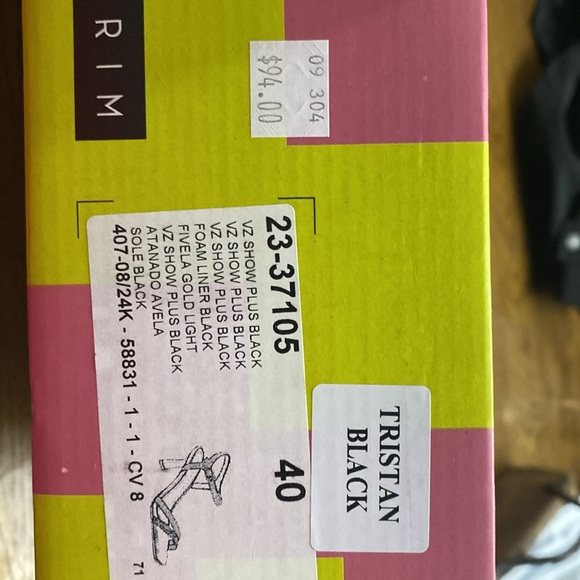 RIM
09 304
$94.00
23-37105 40
VZ SHOW PLUS BLACK
VZ SHOW PLUS BLACK
VZ SHOW PLUS BLACK
FOAM LINER BLACK
FIVELA GOLD LIGHT
VZ SHOW PLUS BLACK
ATANADO AVELA
SOLE BLACK
407-08/24K - 58831 - 1 - 1 - CV 8
71
TRISTAN
BLACK